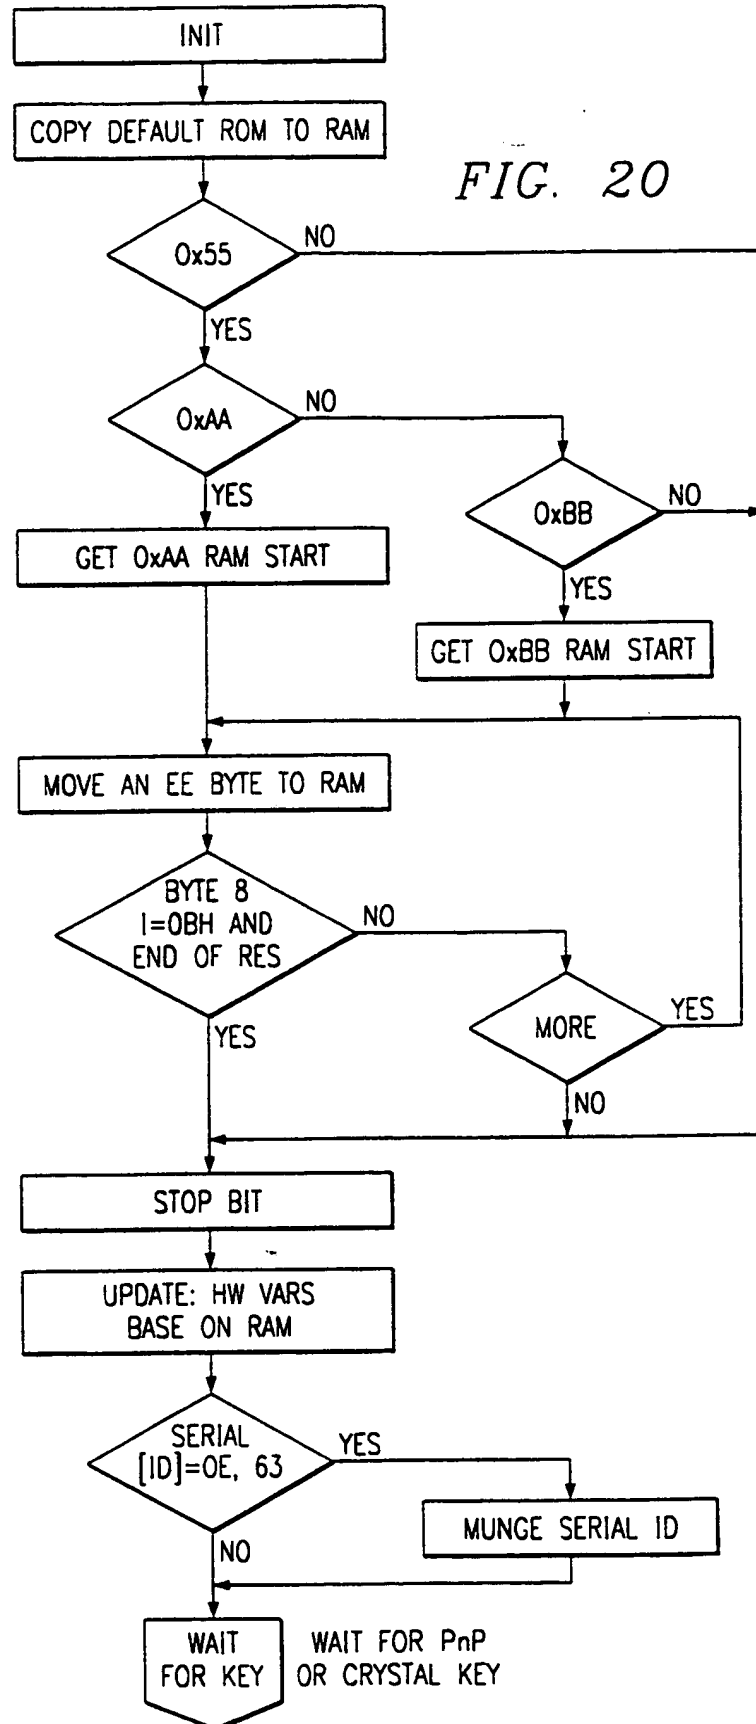 INIT
COPY DEFAULT ROM TO RAM
FIG. 20
0x55
NO
YES
0xAA
NO
YES
0xBB
NO
GET 0xAA RAM START
YES
GET 0xBB RAM START
MOVE AN EE BYTE TO RAM
BYTE 8
I=0BH AND
END OF RES
NO
MORE
YES
YES
NO
STOP BIT
UPDATE: HW VARS
BASE ON RAM
SERIAL
[ID]=0E, 63
YES
MUNGE SERIAL ID
NO
WAIT
FOR KEY
WAIT FOR PnP
OR CRYSTAL KEY